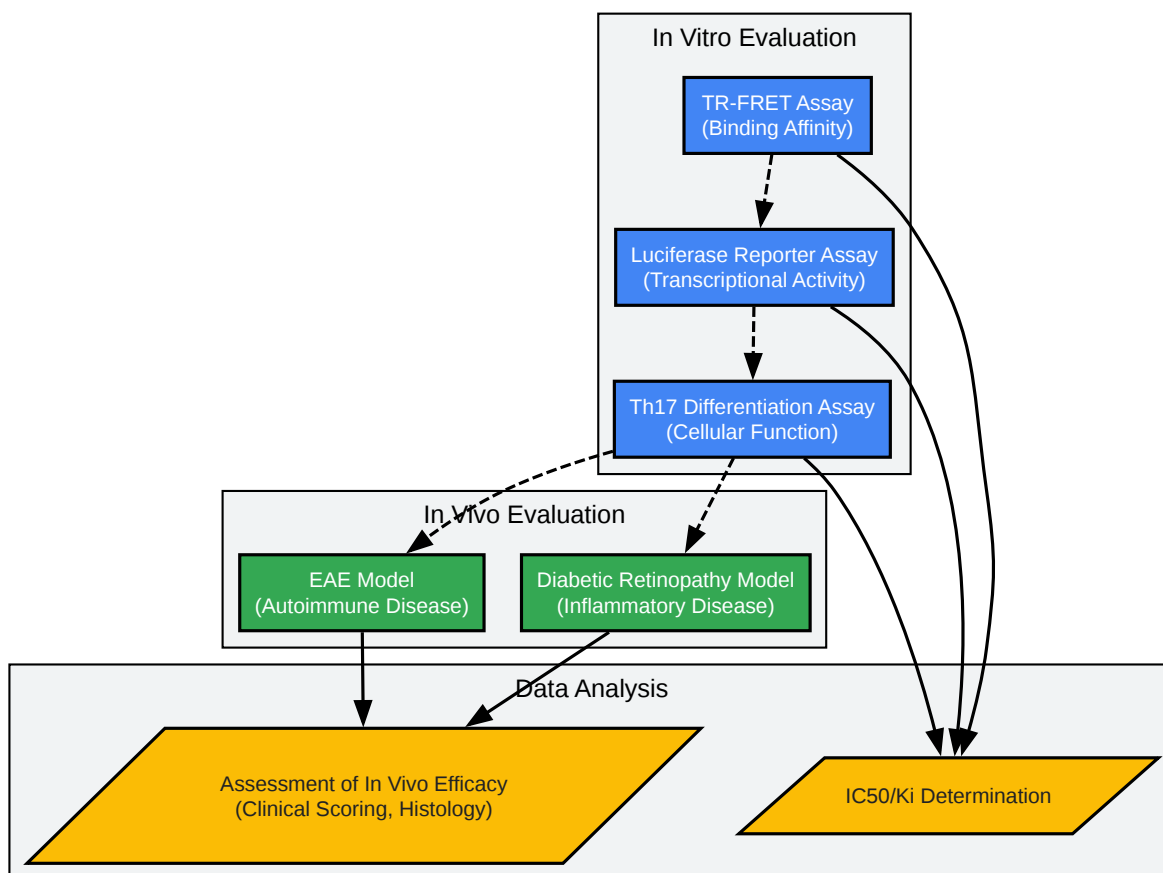 In Vitro Evaluation
TR-FRET Assay
(Binding Affinity)
Luciferase Reporter Assay
(Transcriptional Activity)
Th17 Differentiation Assay
(Cellular Function)
In Vivo Evaluation
EAE Model
(Autoimmune Disease)
Diabetic Retinopathy Model
(Inflammatory Disease)
Data Analysis
Assessment of In Vivo Efficacy
(Clinical Scoring, Histology)
IC50/Ki Determination